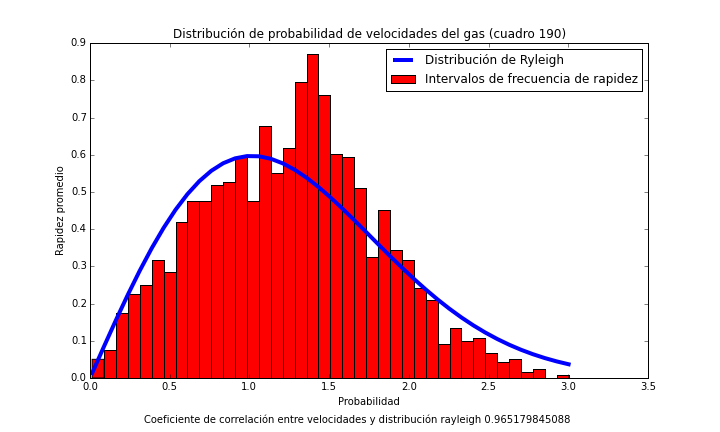 Distribución de probabilidad de velocidades del gas (cuadro 190)
0.9
0.8
0.7
0.6
0.5
0.4
0.3
0.2
0.1
0.0
Rapidez promedio
Distribución de Ryleigh
Intervalos de frecuencia de rapidez
0.0 0.5 1.0 1.5 2.0 2.5 3.0 3.5
Probabilidad
Coeficiente de correlación entre velocidades y distribución rayleigh 0.965179845088